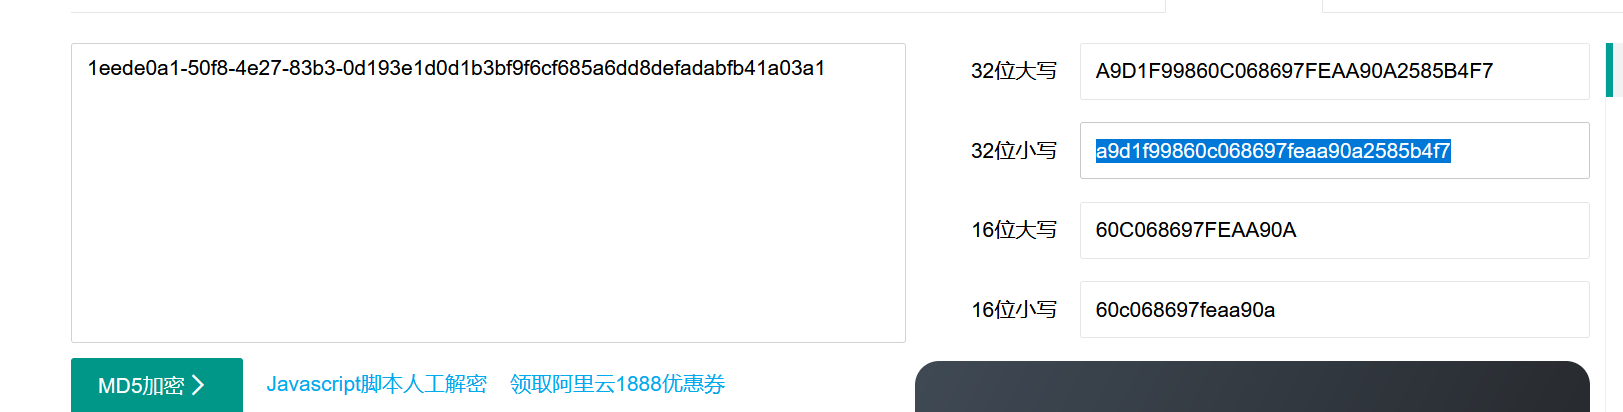 1eede0a1-50f8-4e27-83b3-0d193e1d0d1b3bf9f6cf685a6dd8defadabfb41a03a1
32位大写 A9D1F99860C068697FEAA90A2585B4F7
32位小写 a9d1f99860c068697feaa90a2585b4f7
16位大写 60C068697FEAA90A
16位小写 60c068697feaa90a
MD5加密 Javascript脚本人工解密 领取阿里云1888优惠券